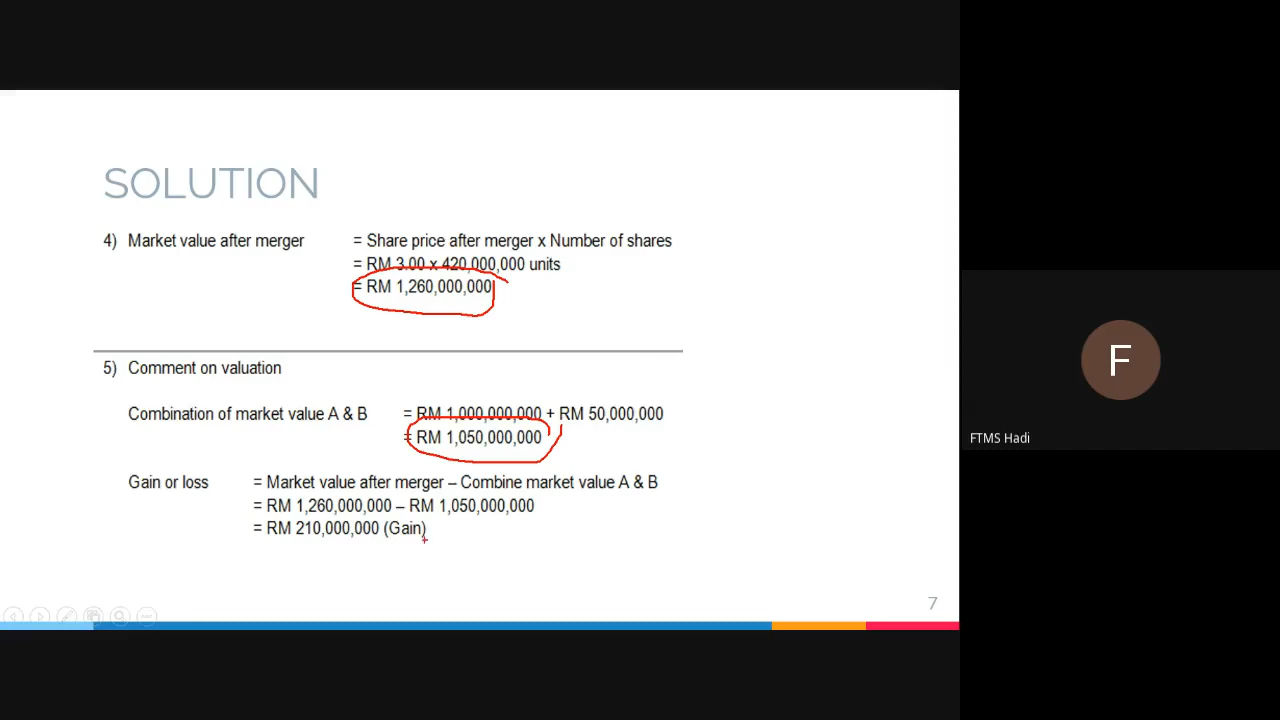 SOLUTION
4) Market value after merger = Share price after merger x Number of shares
= RM 3.00 x 420,000,000 units
= RM 1,260,000,000
5) Comment on valuation
Combination of market value A & B = RM 1,000,000,000 + RM 50,000,000
= RM 1,050,000,000
Gain or loss = Market value after merger – Combine market value A & B
= RM 1,260,000,000 – RM 1,050,000,000
= RM 210,000,000 (Gain)
7
F
FTMS Hadi